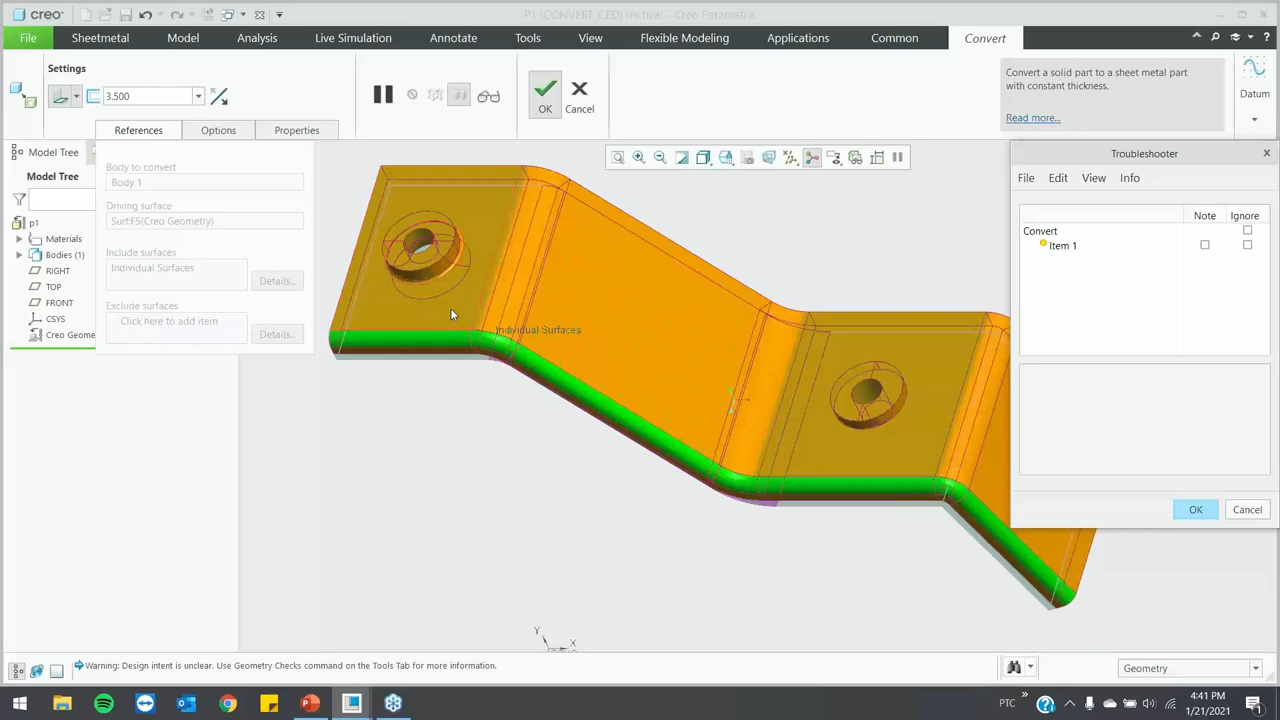 creo
P1 (CONVERT_CED) (Active) - Creo Parametric
File
Sheetmetal
Model
Analysis
Live Simulation
Annotate
Tools
View
Flexible Modeling
Applications
Common
Convert
Settings
3.500
OK
Cancel
Convert a solid part to a sheet metal part
with constant thickness.
Read more...
Datum
References
Options
Properties
Model Tree
Body to convert
Body 1
Driving surface
Surf:F5(Creo Geometry)
Include surfaces
Individual Surfaces
Details...
Exclude surfaces
Click here to add item
Details...
Model Tree
p1
Materials
Bodies (1)
RIGHT
TOP
FRONT
CSYS
Creo Geome
Individual Surfaces
Y
X
Troubleshooter
File
Edit
View
Info
Note
Ignore
Convert
Item 1
OK
Cancel
Warning: Design intent is unclear. Use Geometry Checks command on the Tools Tab for more information.
Geometry
PTC
4:41 PM
1/21/2021